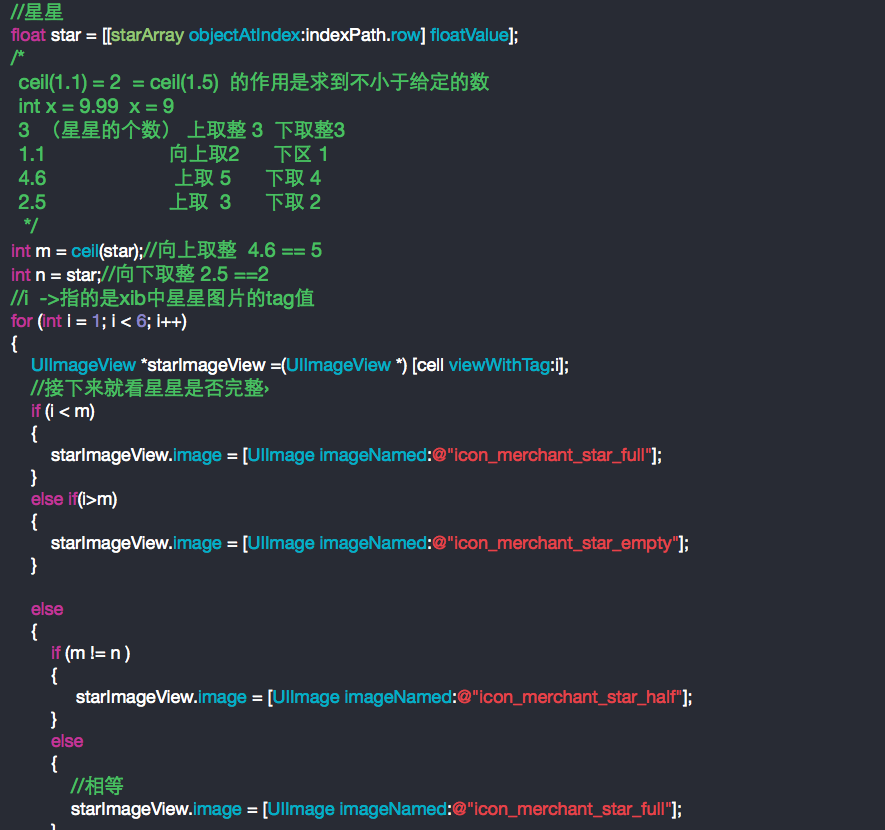 //星星
float star = [[starArray objectAtIndex:indexPath.row] floatValue];
/*
ceil(1.1) = 2  = ceil(1.5)  的作用是求到不小于给定的数
int x = 9.99  x = 9
3  （星星的个数）  上取整 3  下取整3
1.1  向上取2  下区 1
4.6  上取 5  下取 4
2.5  上取  3  下取 2
*/
int m = ceil(star);//向上取整  4.6 == 5
int n = star;//向下取整 2.5 ==2
//i  ->指的是xib中星星图片的tag值
for (int i = 1; i < 6; i++)
{
UIImageView *starImageView =(UIImageView *) [cell viewWithTag:i];
//接下来就看星星是否完整›
if (i < m)
{
starImageView.image = [UIImage imageNamed:@"icon_merchant_star_full"];
}
else if(i>m)
{
starImageView.image = [UIImage imageNamed:@"icon_merchant_star_empty"];
}
else
{
if (m != n )
{
starImageView.image = [UIImage imageNamed:@"icon_merchant_star_half"];
}
else
{
//相等
starImageView.image = [UIImage imageNamed:@"icon_merchant_star_full"];
}